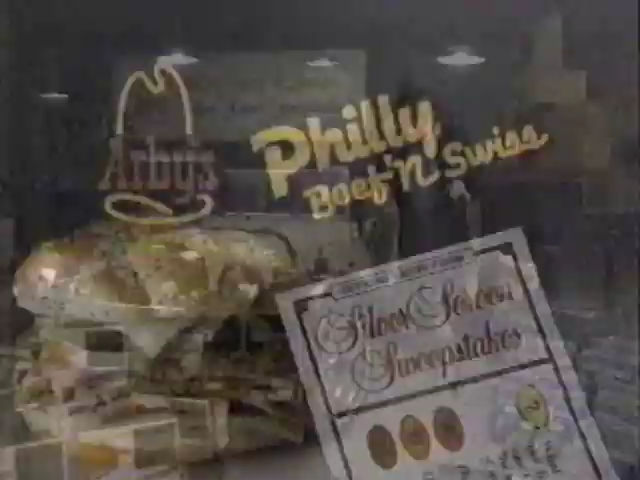 Arby's
Philly
Beef 'N' Swiss
Silver Screen
Sweepstakes